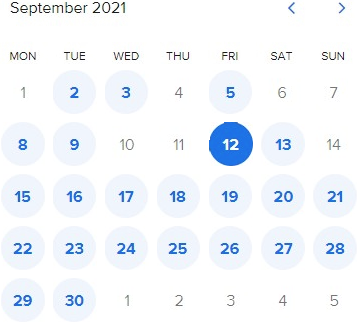 September 2021
MON TUE WED THU FRI SAT SUN
1 2 3 4 5 6 7
8 9 10 11 12 13 14
15 16 17 18 19 20 21
22 23 24 25 26 27 28
29 30 1 2 3 4 5